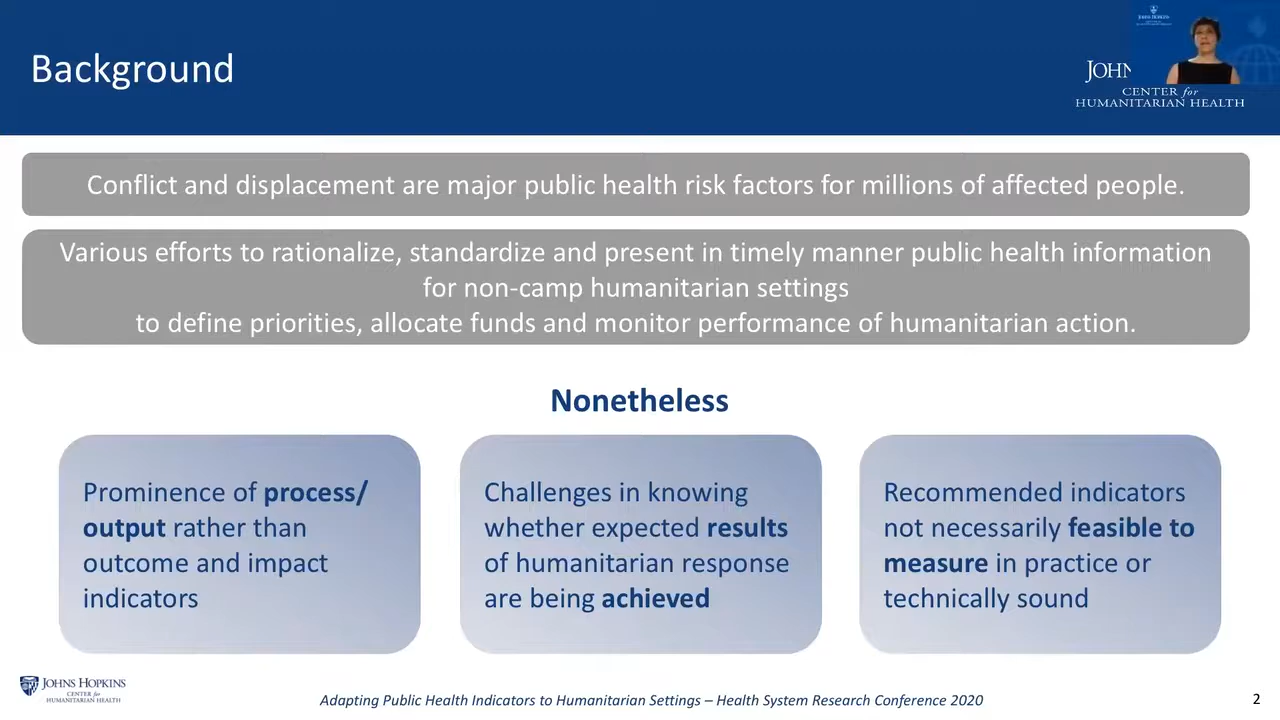 Background
JOHNS HOPKINS
JOHN
CENTER for
HUMANITARIAN HEALTH
Conflict and displacement are major public health risk factors for millions of affected people.
Various efforts to rationalize, standardize and present in timely manner public health information
for non-camp humanitarian settings
to define priorities, allocate funds and monitor performance of humanitarian action.
Nonetheless
Prominence of process/
output rather than
outcome and impact
indicators
Challenges in knowing
whether expected results
of humanitarian response
are being achieved
Recommended indicators
not necessarily feasible to
measure in practice or
technically sound
JOHNS HOPKINS
CENTER for
HUMANITARIAN HEALTH
Adapting Public Health Indicators to Humanitarian Settings – Health System Research Conference 2020
2